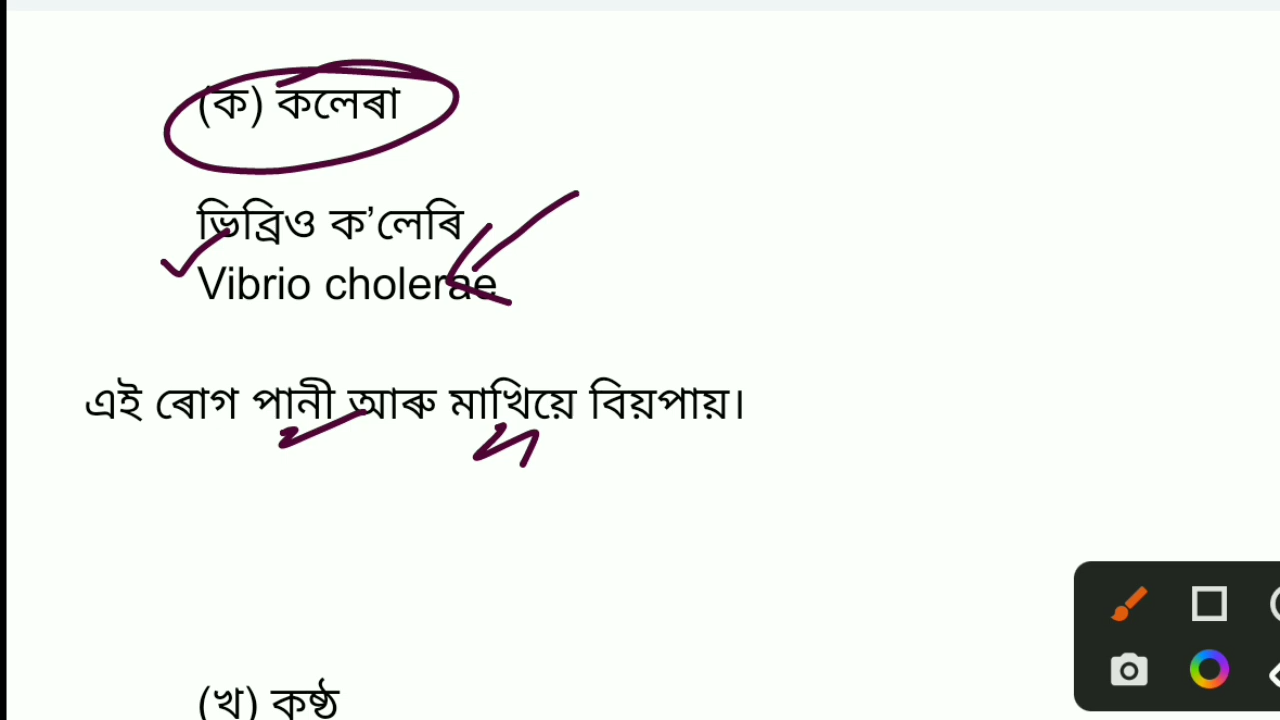 (ক) কলেৰা
ভিব্ৰিও ক’লেৰি
Vibrio cholerae
এই ৰোগ পানী আৰু মাখিয়ে বিয়পায়।
(খ) কুষ্ঠ